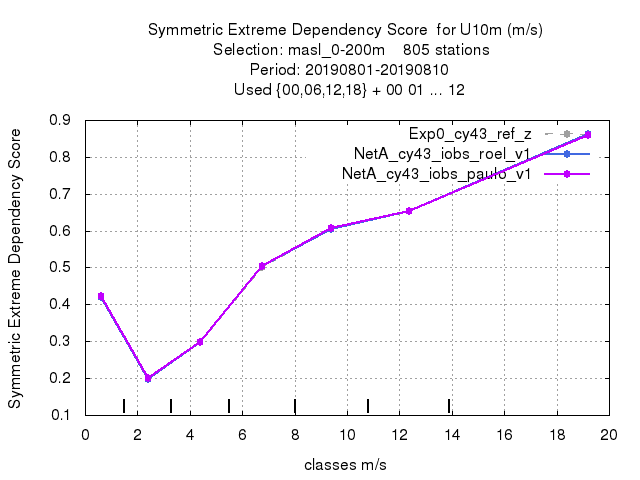 Symmetric Extreme Dependency Score  for U10m (m/s)
Selection: masl_0-200m    805 stations
Period: 20190801-20190810
Used {00,06,12,18} + 00 01 ... 12
Symmetric Extreme Dependency Score
0.9
0.8
0.7
0.6
0.5
0.4
0.3
0.2
0.1
Exp0_cy43_ref_z
NetA_cy43_iobs_roel_v1
NetA_cy43_iobs_paulo_v1
0 2 4 6 8 10 12 14 16 18 20
classes m/s